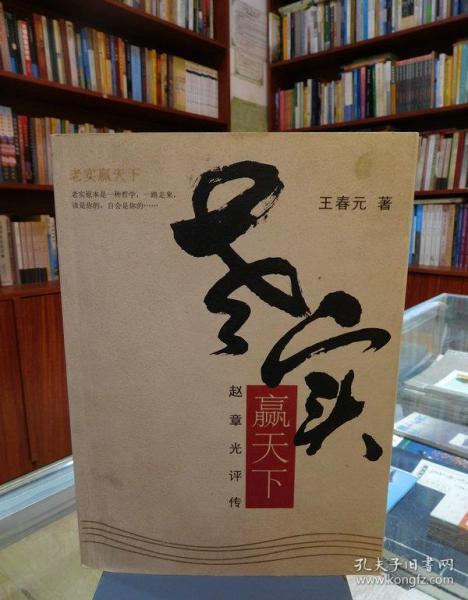 老实赢天下
老实原本是一种哲学，一路走来，
该是你的，自会是你的……
王春元 著
老实
赢天下
赵章光评传
孔夫子旧书网
www.kongfz.com